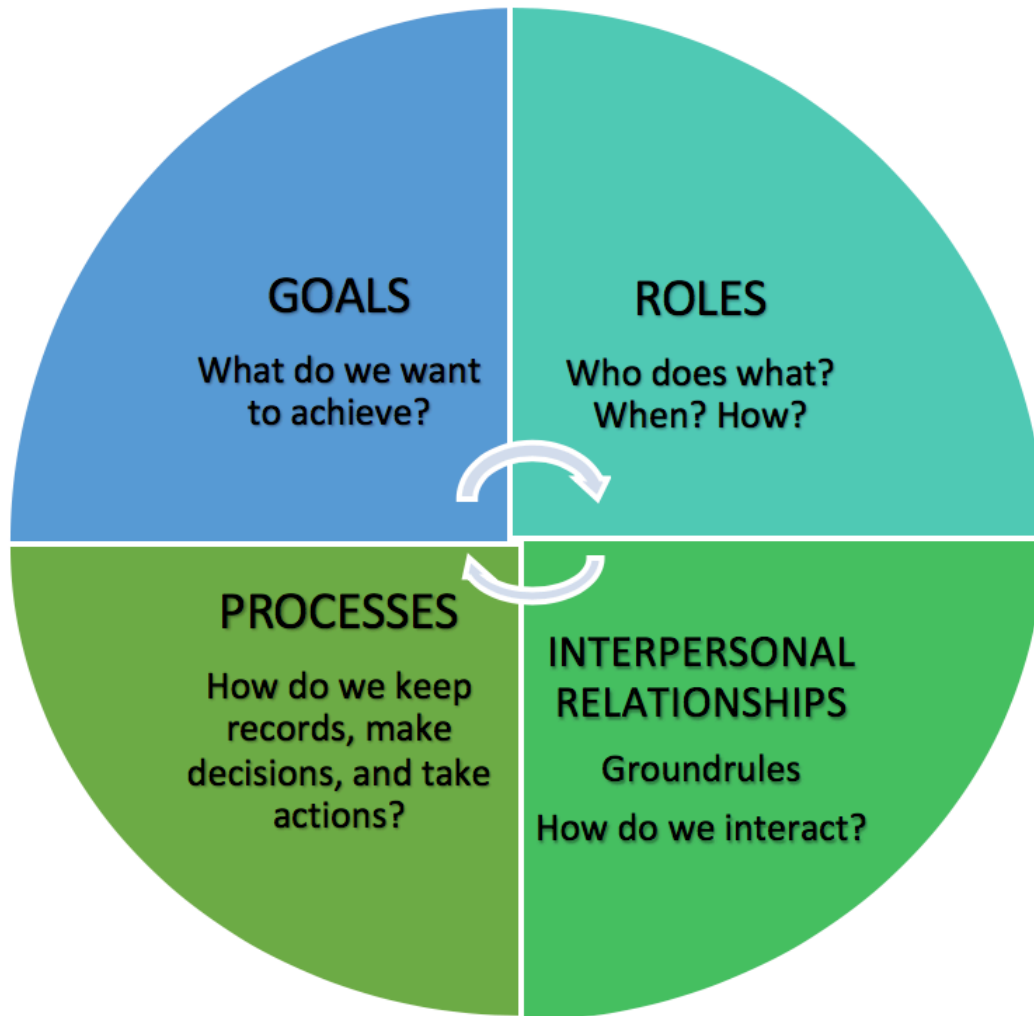 GOALS
What do we want
to achieve?
ROLES
Who does what?
When? How?
PROCESSES
How do we keep
records, make
decisions, and take
actions?
INTERPERSONAL
RELATIONSHIPS
Groundrules
How do we interact?